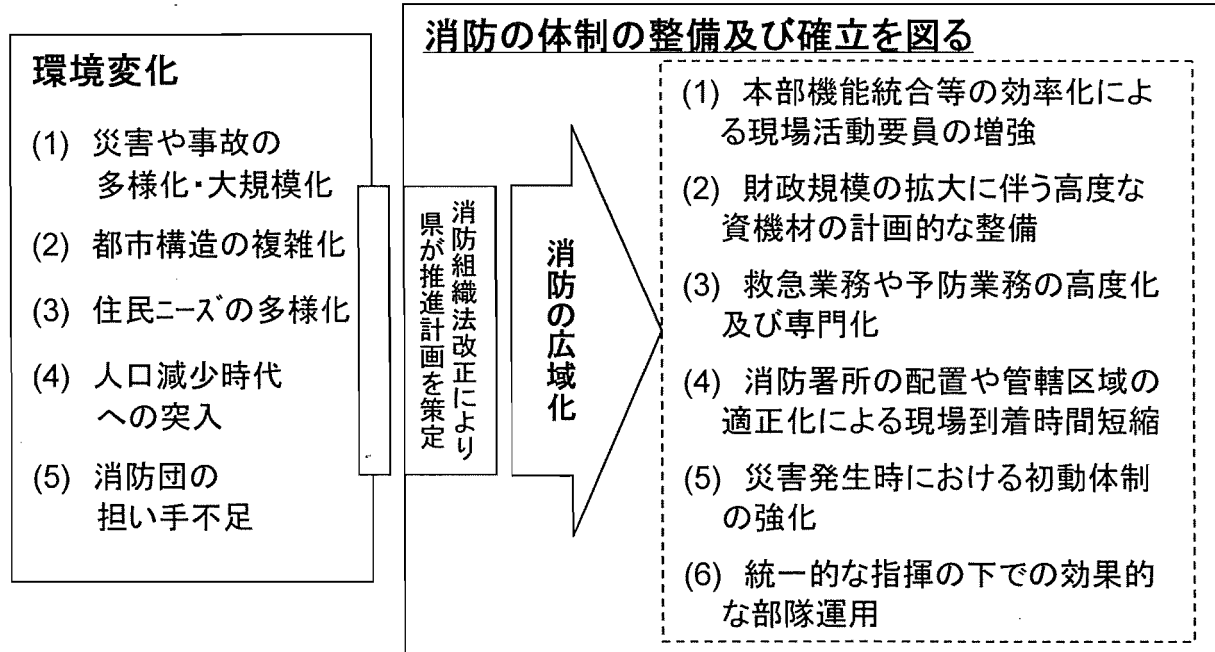 環境変化
(1) 災害や事故の
多様化・大規模化
(2) 都市構造の複雑化
(3) 住民ニーズの多様化
(4) 人口減少時代
への突入
(5) 消防団の
担い手不足
消防の体制の整備及び確立を図る
消防組織法改正により
県が推進計画を策定
消防の広域化
(1) 本部機能統合等の効率化によ
る現場活動要員の増強
(2) 財政規模の拡大に伴う高度な
資機材の計画的な整備
(3) 救急業務や予防業務の高度化
及び専門化
(4) 消防署所の配置や管轄区域の
適正化による現場到着時間短縮
(5) 災害発生時における初動体制
の強化
(6) 統一的な指揮の下での効果的
な部隊運用